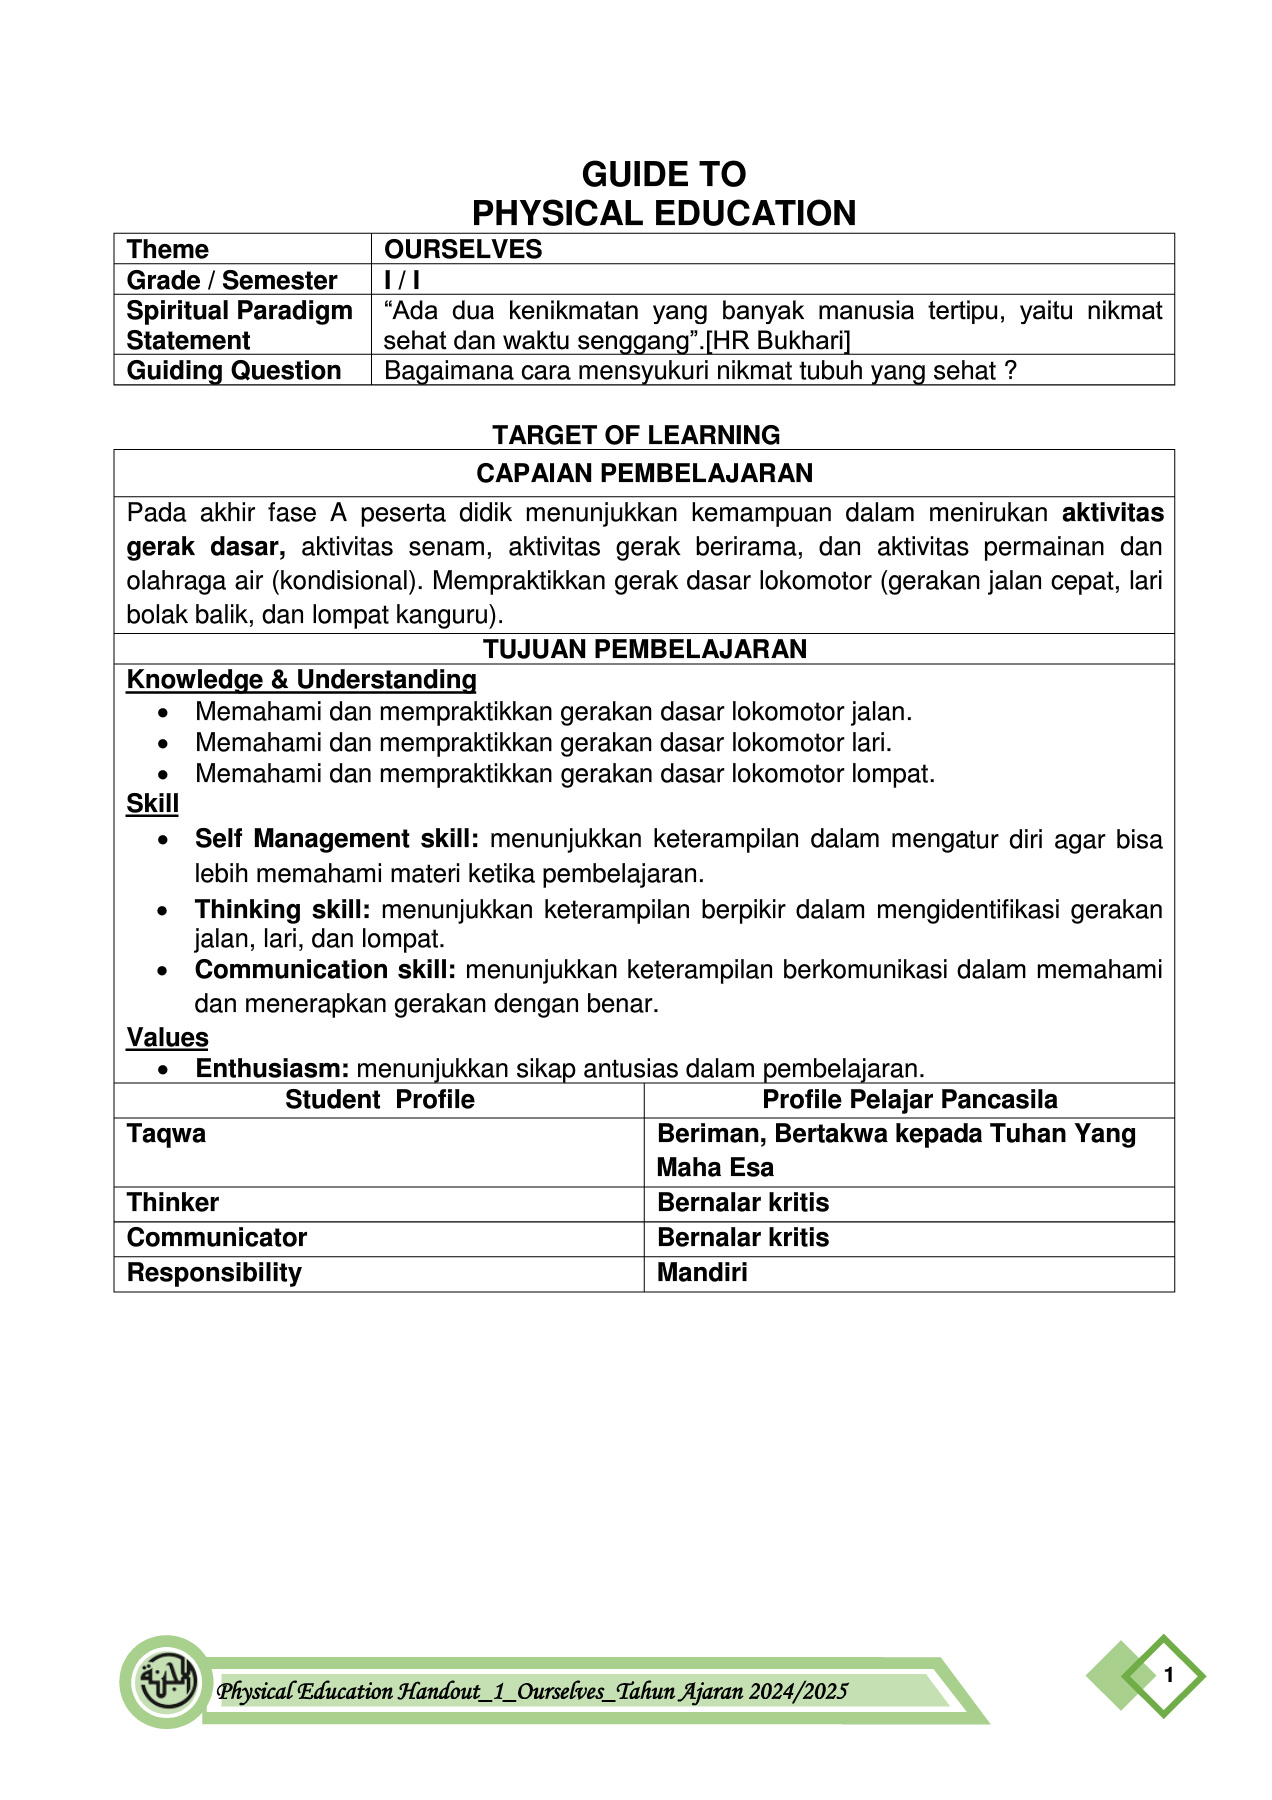 GUIDE TO
PHYSICAL EDUCATION
Theme OURSELVES
Grade / Semester I / I
Spiritual Paradigm Statement “Ada dua kenikmatan yang banyak manusia tertipu, yaitu nikmat
sehat dan waktu senggang”.[HR Bukhari]
Guiding Question Bagaimana cara mensyukuri nikmat tubuh yang sehat ?
TARGET OF LEARNING
CAPAIAN PEMBELAJARAN
Pada akhir fase A peserta didik menunjukkan kemampuan dalam menirukan aktivitas
gerak dasar, aktivitas senam, aktivitas gerak berirama, dan aktivitas permainan dan
olahraga air (kondisional). Mempraktikkan gerak dasar lokomotor (gerakan jalan cepat, lari
bolak balik, dan lompat kanguru).
TUJUAN PEMBELAJARAN
Knowledge & Understanding
• Memahami dan mempraktikkan gerakan dasar lokomotor jalan.
• Memahami dan mempraktikkan gerakan dasar lokomotor lari.
• Memahami dan mempraktikkan gerakan dasar lokomotor lompat.
Skill
• Self Management skill: menunjukkan keterampilan dalam mengatur diri agar bisa
lebih memahami materi ketika pembelajaran.
• Thinking skill: menunjukkan keterampilan berpikir dalam mengidentifikasi gerakan
jalan, lari, dan lompat.
• Communication skill: menunjukkan keterampilan berkomunikasi dalam memahami
dan menerapkan gerakan dengan benar.
Values
• Enthusiasm: menunjukkan sikap antusias dalam pembelajaran.
Student Profile Profile Pelajar Pancasila
Taqwa Beriman, Bertakwa kepada Tuhan Yang
Maha Esa
Thinker Bernalar kritis
Communicator Bernalar kritis
Responsibility Mandiri
Physical Education Handout_1_Ourselves_Tahun Ajaran 2024/2025
1